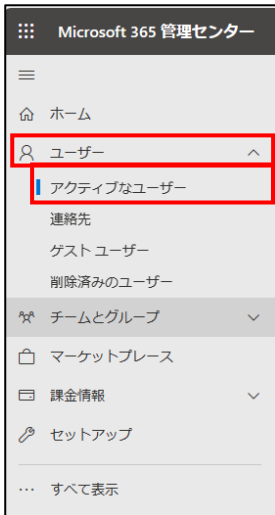 Microsoft 365 管理センター
ホーム
ユーザー
アクティブなユーザー
連絡先
ゲスト ユーザー
削除済みのユーザー
チームとグループ
マーケットプレース
課金情報
セットアップ
… すべて表示